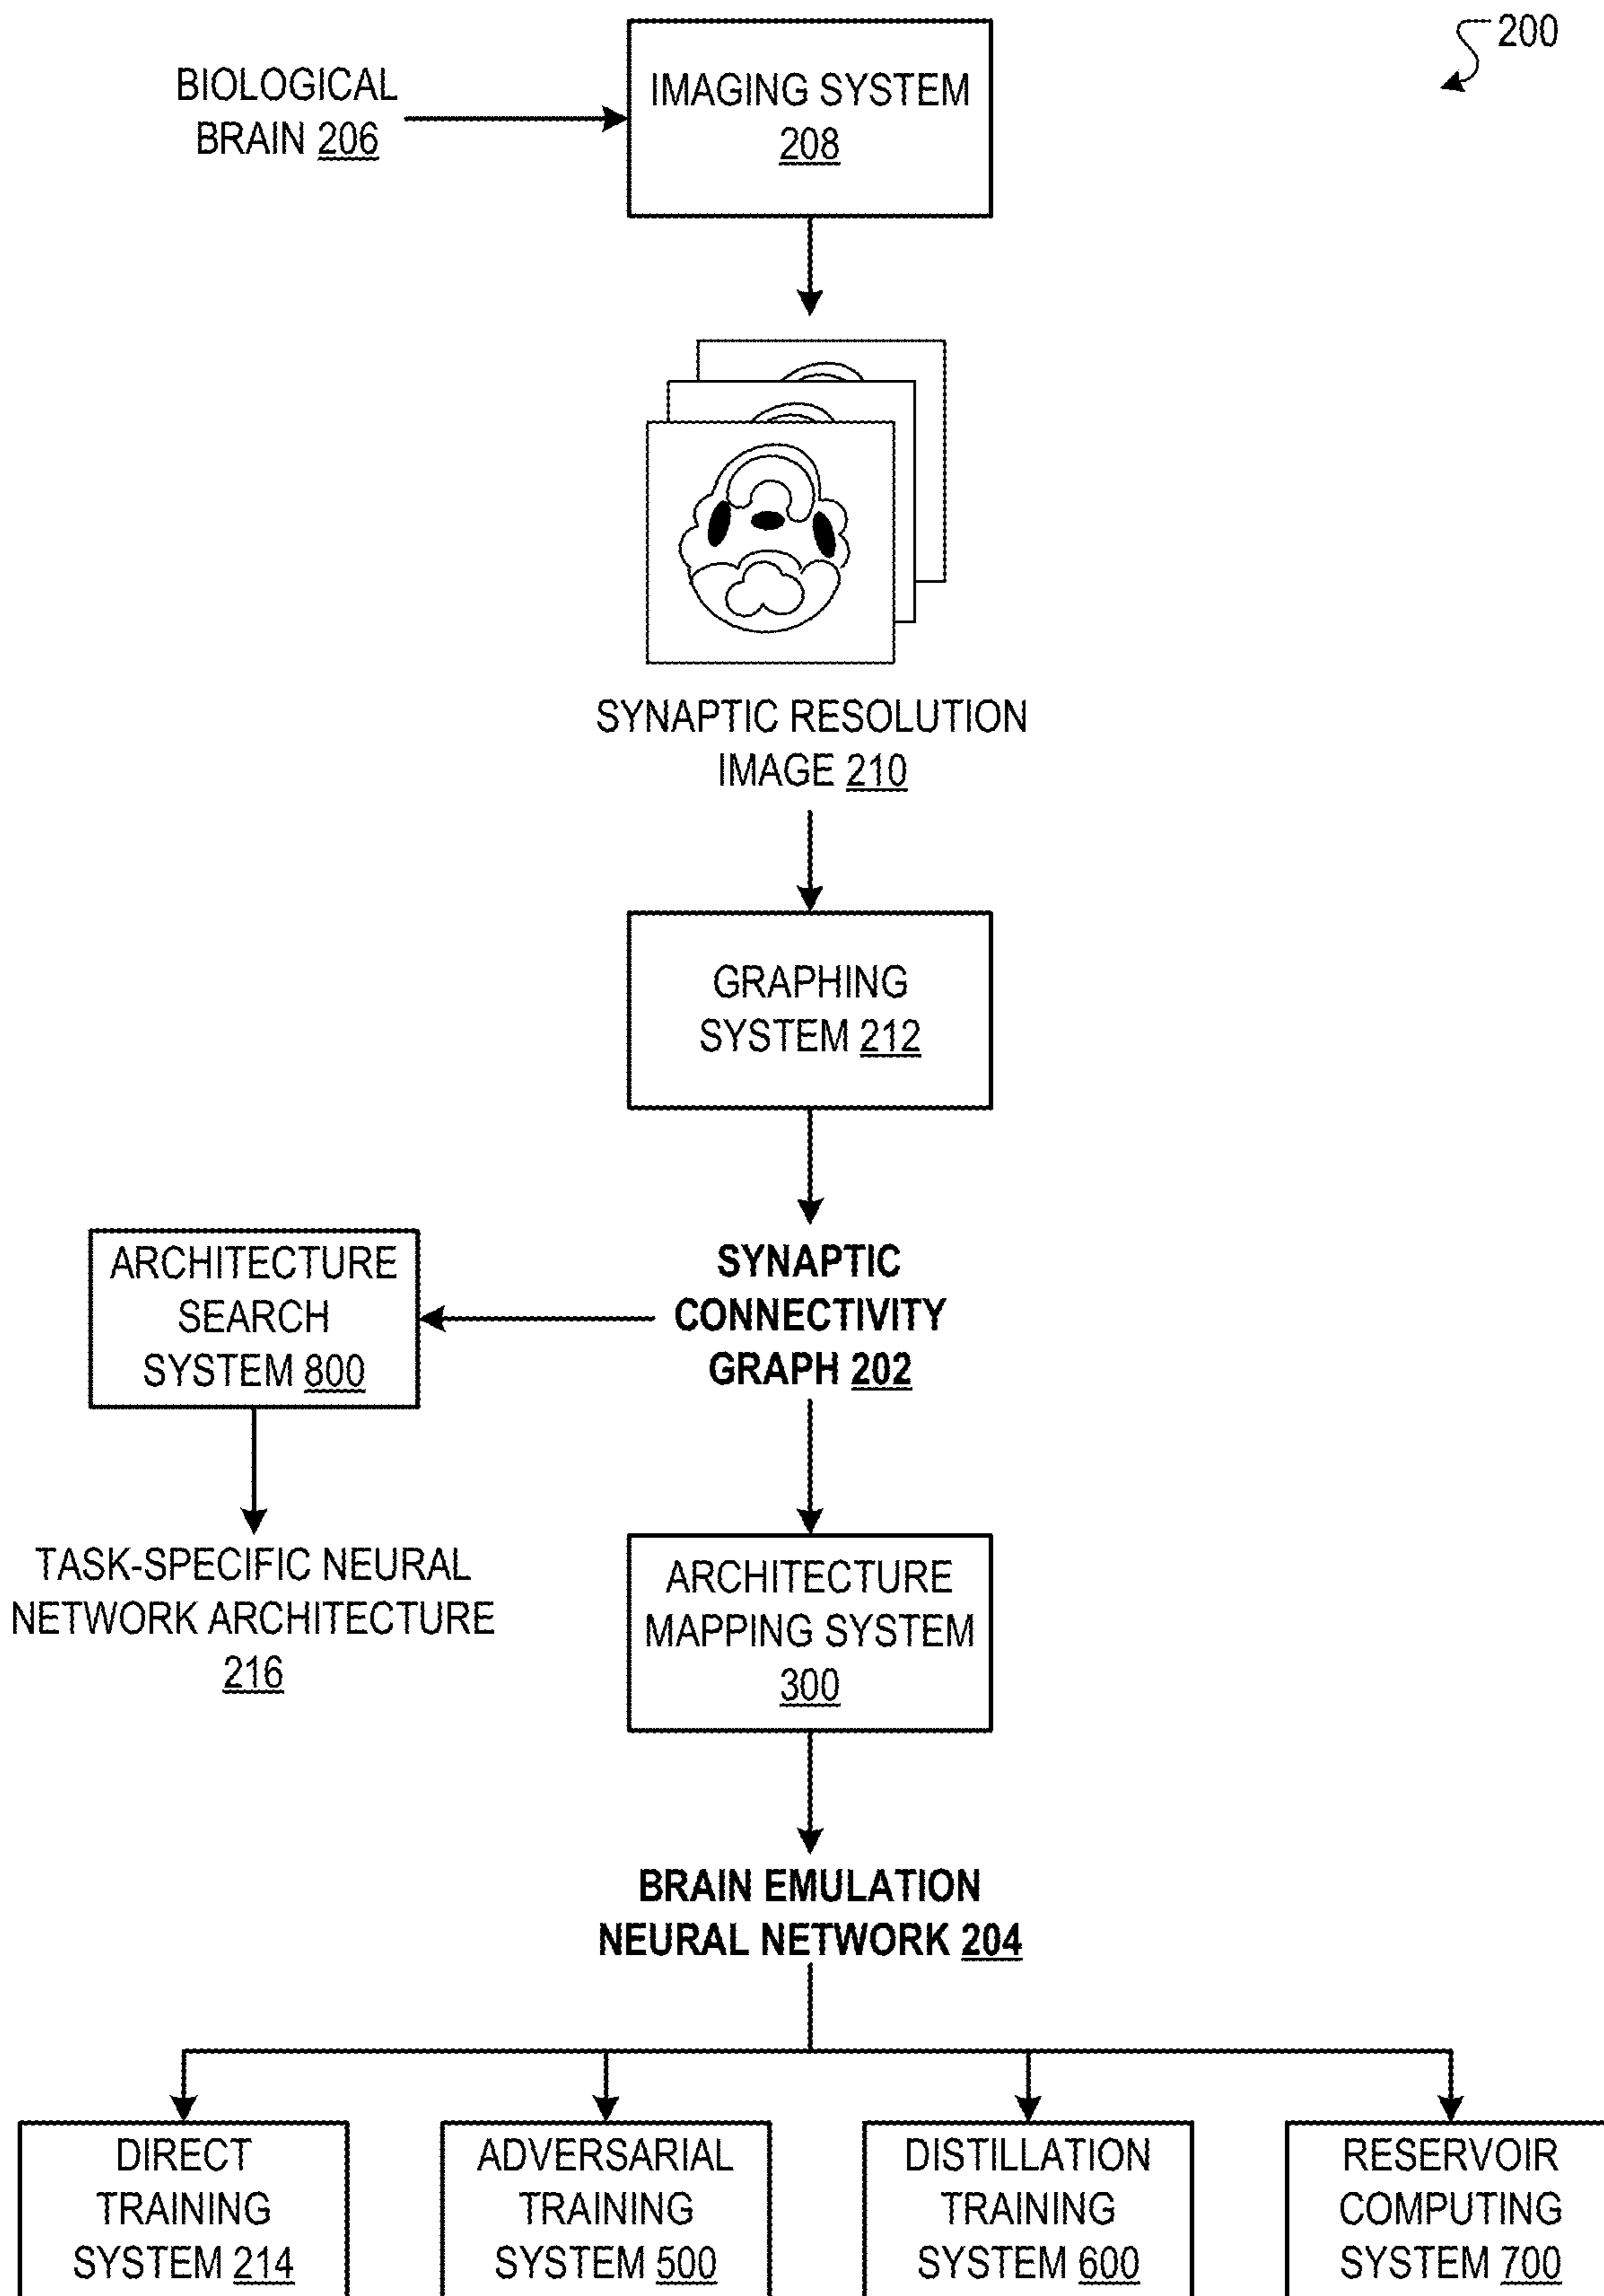 200
BIOLOGICAL
BRAIN 206
IMAGING SYSTEM
208
SYNAPTIC RESOLUTION
IMAGE 210
GRAPHING
SYSTEM 212
ARCHITECTURE
SEARCH
SYSTEM 800
SYNAPTIC
CONNECTIVITY
GRAPH 202
TASK-SPECIFIC NEURAL
NETWORK ARCHITECTURE
216
ARCHITECTURE
MAPPING SYSTEM
300
BRAIN EMULATION
NEURAL NETWORK 204
DIRECT
TRAINING
SYSTEM 214
ADVERSARIAL
TRAINING
SYSTEM 500
DISTILLATION
TRAINING
SYSTEM 600
RESERVOIR
COMPUTING
SYSTEM 700